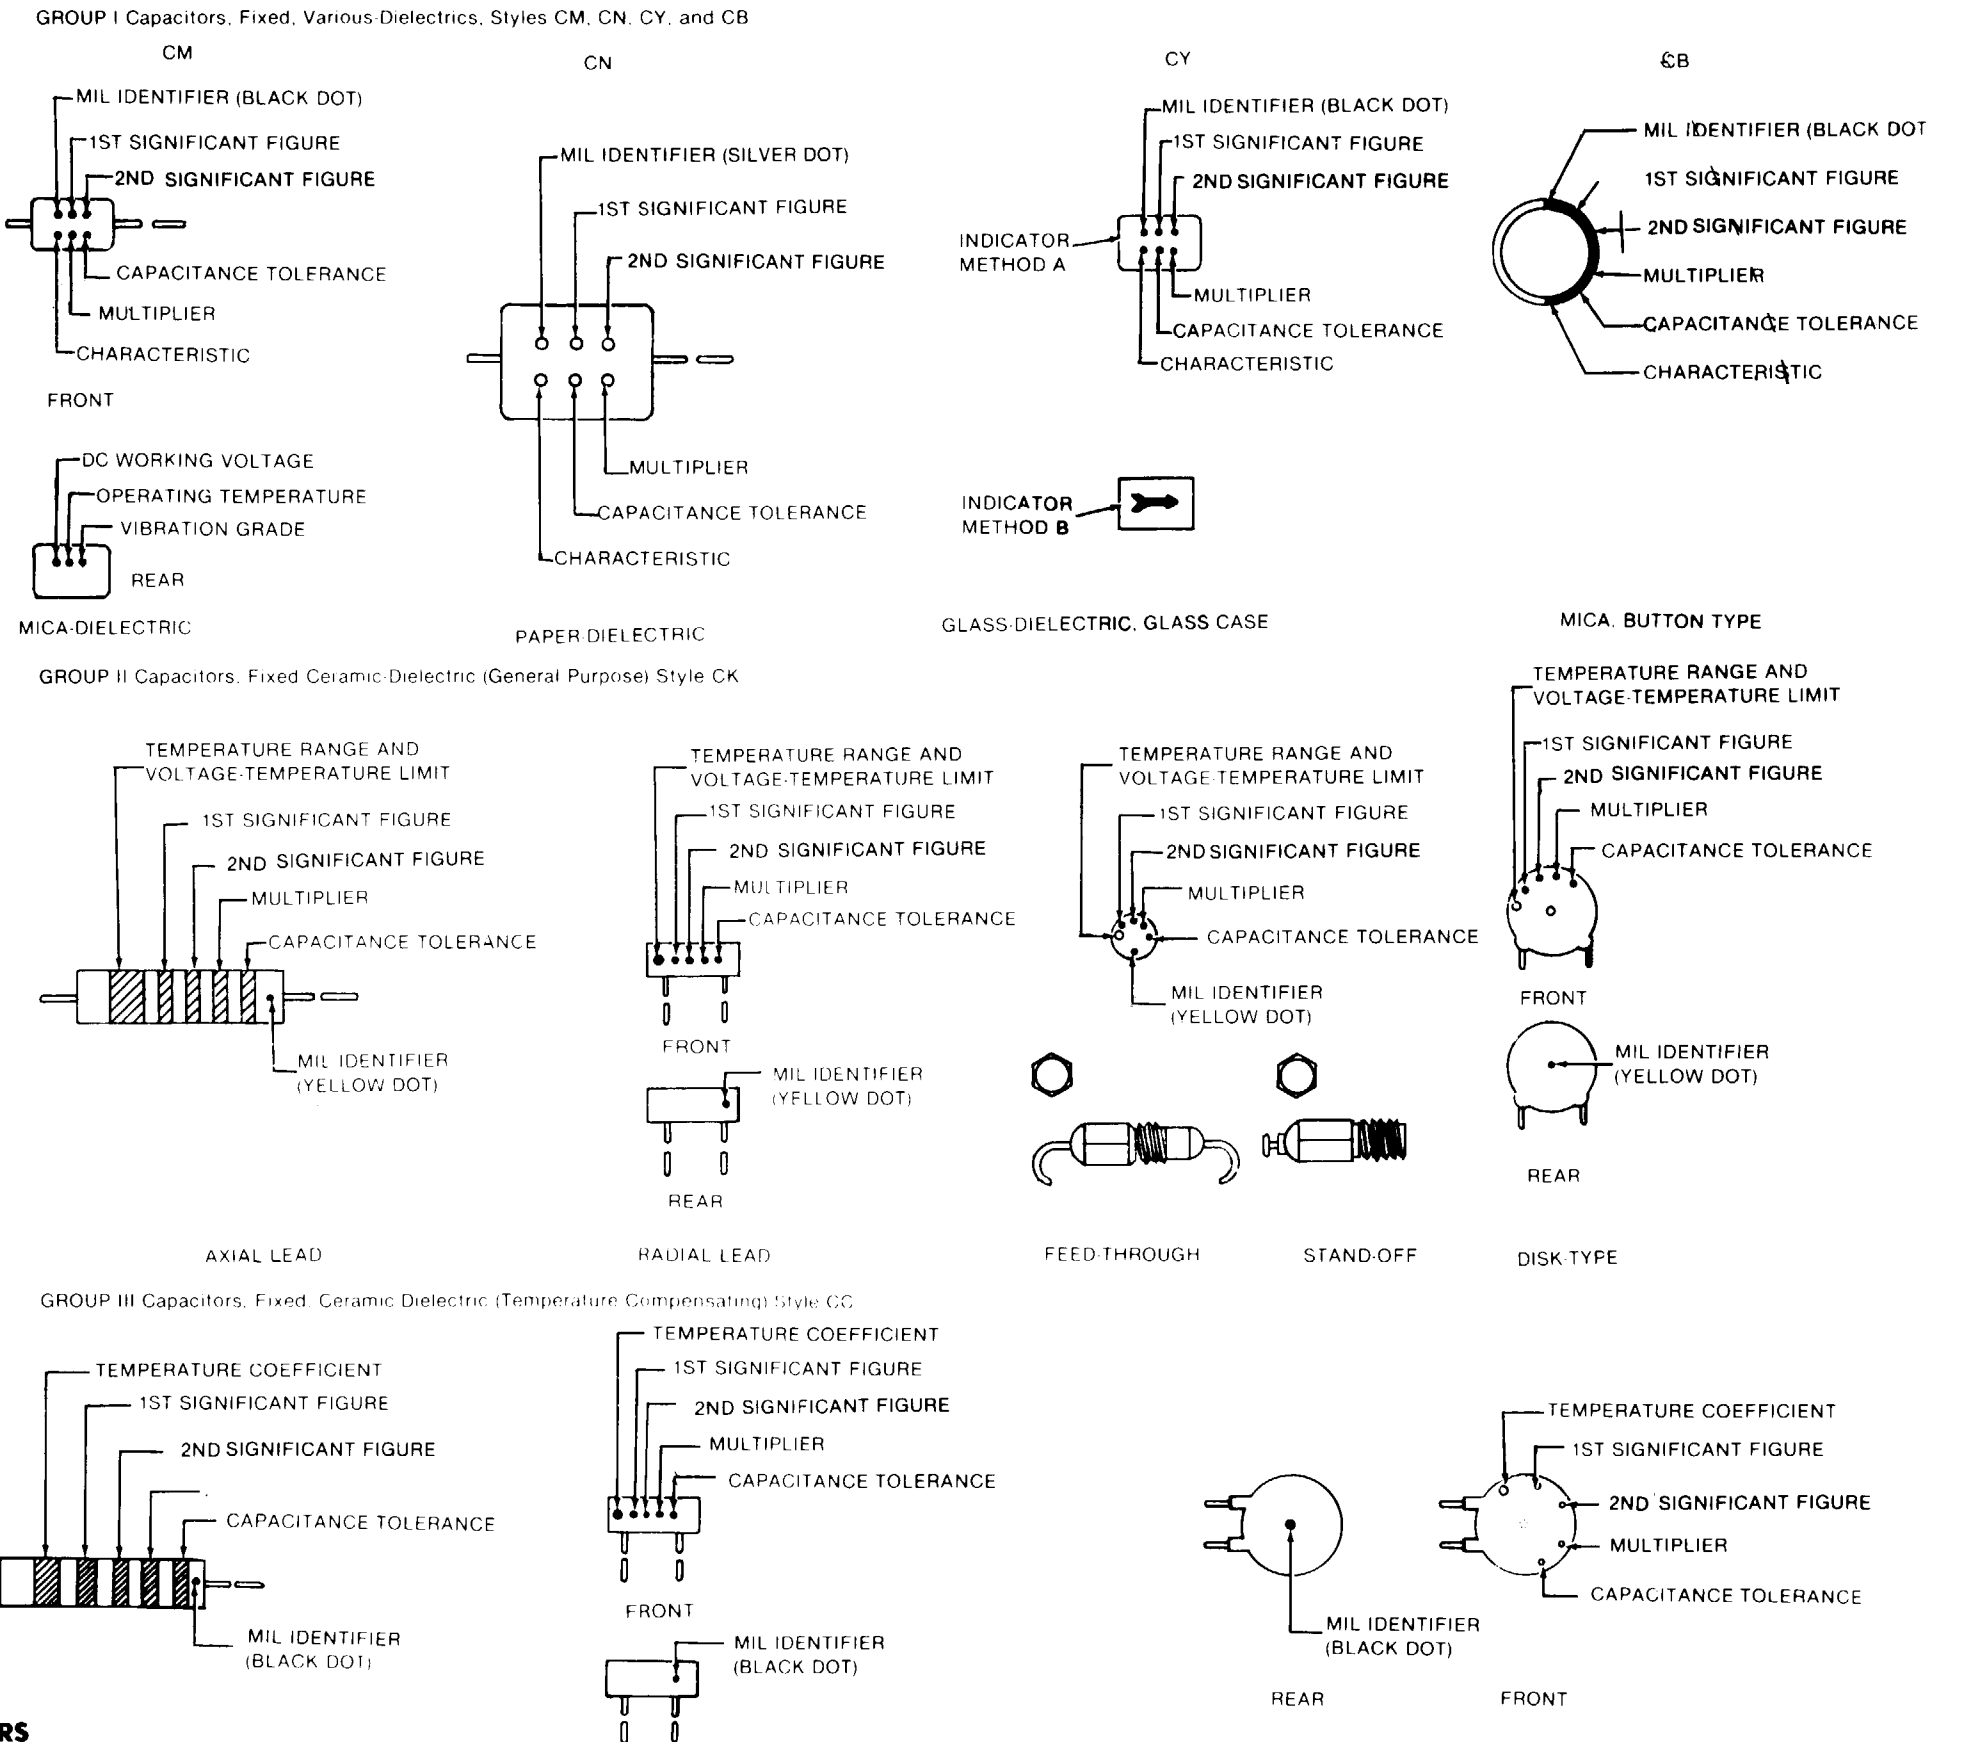 GROUP I Capacitors, Fixed, Various-Dielectrics, Styles CM, CN, CY, and CB
CM
MIL IDENTIFIER (BLACK DOT)
1ST SIGNIFICANT FIGURE
2ND SIGNIFICANT FIGURE
CAPACITANCE TOLERANCE
MULTIPLIER
CHARACTERISTIC
FRONT
DC WORKING VOLTAGE
OPERATING TEMPERATURE
VIBRATION GRADE
REAR
MICA-DIELECTRIC
CN
MIL IDENTIFIER (SILVER DOT)
1ST SIGNIFICANT FIGURE
2ND SIGNIFICANT FIGURE
MULTIPLIER
CAPACITANCE TOLERANCE
CHARACTERISTIC
PAPER-DIELECTRIC
CY
MIL IDENTIFIER (BLACK DOT)
1ST SIGNIFICANT FIGURE
2ND SIGNIFICANT FIGURE
INDICATOR
METHOD A
MULTIPLIER
CAPACITANCE TOLERANCE
CHARACTERISTIC
INDICATOR
METHOD B
GLASS-DIELECTRIC, GLASS CASE
CB
MIL IDENTIFIER (BLACK DOT
1ST SIGNIFICANT FIGURE
2ND SIGNIFICANT FIGURE
MULTIPLIER
CAPACITANCE TOLERANCE
CHARACTERISTIC
MICA, BUTTON TYPE
GROUP II Capacitors, Fixed Ceramic-Dielectric (General Purpose) Style CK
TEMPERATURE RANGE AND
VOLTAGE-TEMPERATURE LIMIT
1ST SIGNIFICANT FIGURE
2ND SIGNIFICANT FIGURE
MULTIPLIER
CAPACITANCE TOLERANCE
MIL IDENTIFIER
(YELLOW DOT)
AXIAL LEAD
TEMPERATURE RANGE AND
VOLTAGE-TEMPERATURE LIMIT
1ST SIGNIFICANT FIGURE
2ND SIGNIFICANT FIGURE
MULTIPLIER
CAPACITANCE TOLERANCE
FRONT
MIL IDENTIFIER
(YELLOW DOT)
REAR
RADIAL LEAD
TEMPERATURE RANGE AND
VOLTAGE-TEMPERATURE LIMIT
1ST SIGNIFICANT FIGURE
2ND SIGNIFICANT FIGURE
MULTIPLIER
CAPACITANCE TOLERANCE
MIL IDENTIFIER
(YELLOW DOT)
FEED-THROUGH
STAND-OFF
TEMPERATURE RANGE AND
VOLTAGE-TEMPERATURE LIMIT
1ST SIGNIFICANT FIGURE
2ND SIGNIFICANT FIGURE
MULTIPLIER
CAPACITANCE TOLERANCE
FRONT
MIL IDENTIFIER
(YELLOW DOT)
REAR
DISK-TYPE
GROUP III Capacitors, Fixed, Ceramic Dielectric (Temperature Compensating) Style CC
TEMPERATURE COEFFICIENT
1ST SIGNIFICANT FIGURE
2ND SIGNIFICANT FIGURE
CAPACITANCE TOLERANCE
MIL IDENTIFIER
(BLACK DOT)
TEMPERATURE COEFFICIENT
1ST SIGNIFICANT FIGURE
2ND SIGNIFICANT FIGURE
MULTIPLIER
CAPACITANCE TOLERANCE
FRONT
MIL IDENTIFIER
(BLACK DOT)
MIL IDENTIFIER
(BLACK DOT)
REAR
TEMPERATURE COEFFICIENT
1ST SIGNIFICANT FIGURE
2ND SIGNIFICANT FIGURE
MULTIPLIER
CAPACITANCE TOLERANCE
FRONT
RS